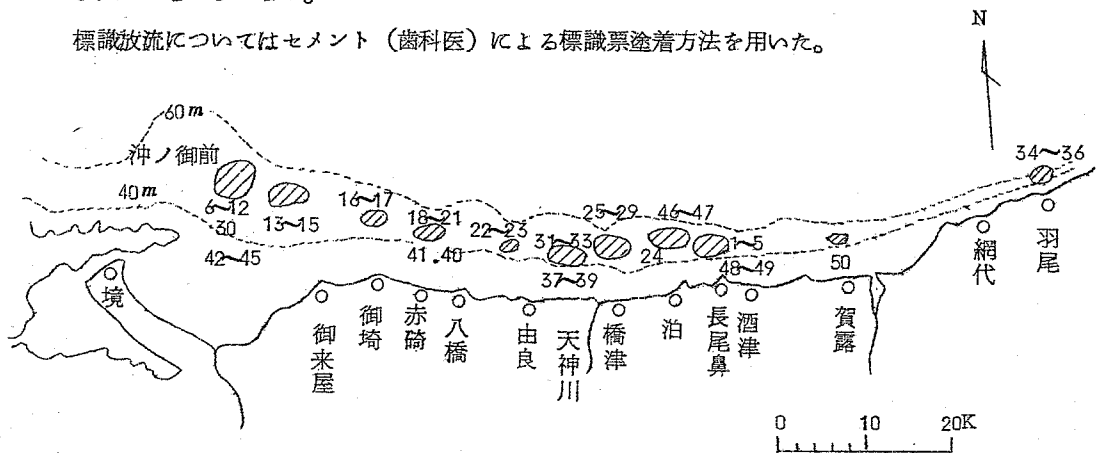 標識放流についてはセメント（歯科医）による標識票塗着方法を用いた。
N
60m
沖ノ御前
40m
34～36
6～12
30
42～45
13～15
16～17
18～21
41.40
22～23
31～33
37～39
25～29
46～47
24
1～5
48～49
50
境
御来屋
御埼
赤碕
八橋
由良
天神川
橋津
泊
長尾鼻
酒津
賀露
網代
羽尾
0 10 20K